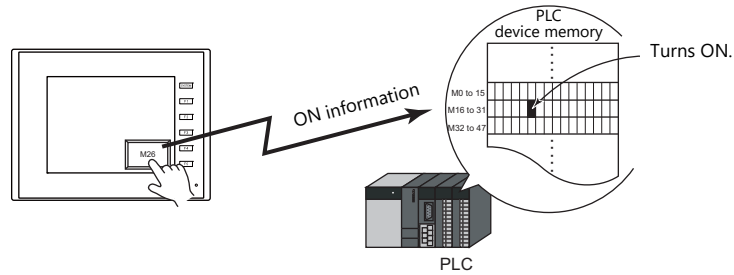 PLC
device memory
Turns ON.
M0 to 15
M16 to 31
M32 to 47
ON information
M26
PLC